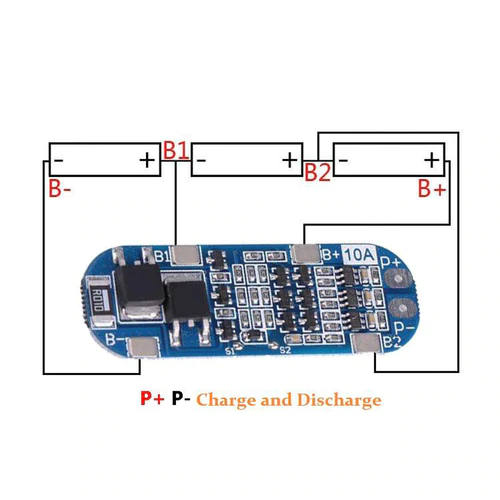 - + B1 - + B2 - +
B- B+
B1 B+ 10A P+
R010
B- S1 S2 B2 P-
P+ P- Charge and Discharge